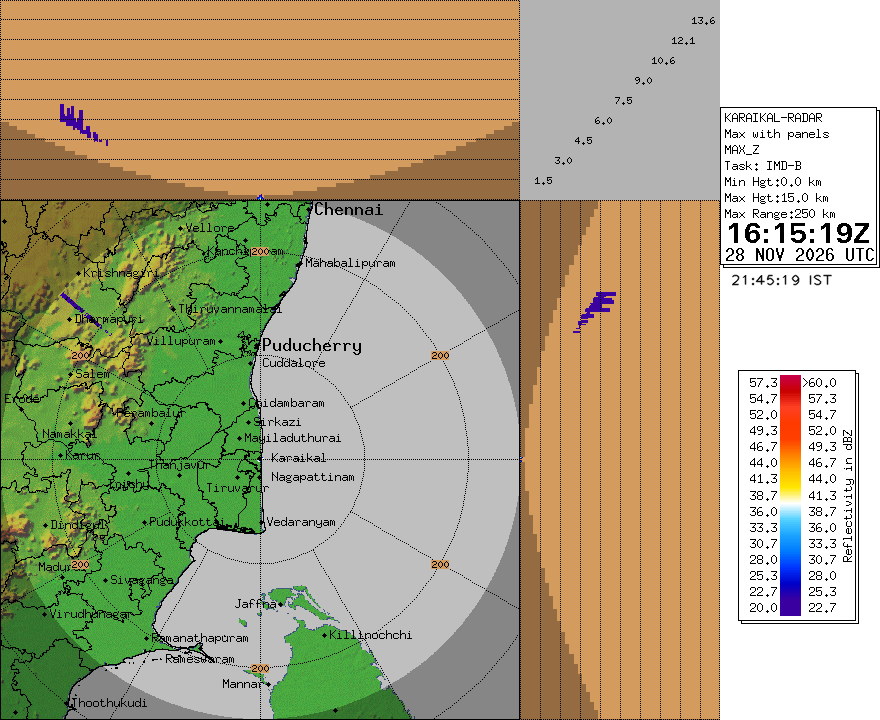 13.6
12.1
10.6
9.0
7.5
6.0
4.5
3.0
1.5
KARAIKAL-RADAR
Max with panels
MAX_Z
Task: IMD-B
Min Hgt:0.0 km
Max Hgt:15.0 km
Max Range:250 km
16:15:19Z
28 NOV 2026 UTC
21:45:19 IST
Chennai
Vellore
200
Mahabalipuram
Krishnagiri
Thiruvannamalai
Dharmapuri
Villupuram
Puducherry
200
200
Cuddalore
Salem
Erode
Chidambaram
Perambalur
Sirkazi
Namakkal
Mayiladuthurai
Karur
Karaikal
Thanjavur
Nagapattinam
Tiruvarur
Dindigul
Pudukkottai
Vedaranyam
200
200
Sivaganga
Jaffna
Virudhunagar
Killinochchi
Ramanathapuram
Rameswaram
200
Mannar
Thoothukudi
57.3 >60.0
54.7 57.3
52.0 54.7
49.3 52.0
46.7 49.3
44.0 46.7
41.3 44.0
38.7 41.3
36.0 38.7
33.3 36.0
30.7 33.3
28.0 30.7
25.3 28.0
22.7 25.3
20.0 22.7
Reflectivity in dBZ